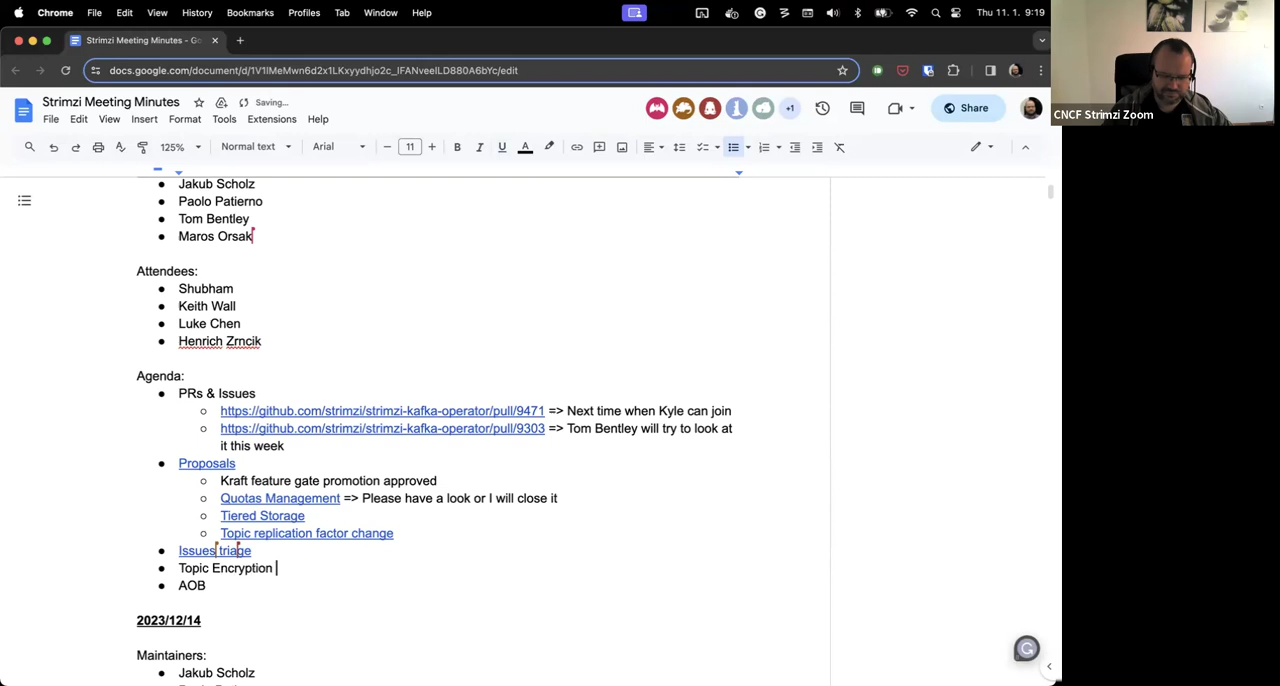 Chrome File Edit View History Bookmarks Profiles Tab Window Help Thu 11. 1. 9:19
Strimzi Meeting Minutes - Go
docs.google.com/document/d/1V1lMeMwn6d2x1LKxyydhjo2c_IFANveelLD880A6bYc/edit
Strimzi Meeting Minutes Saving...
+1
Share
File Edit View Insert Format Tools Extensions Help
125% Normal text Arial 11
CNCF Strimzi Zoom
Jakub Scholz
Paolo Patierno
Tom Bentley
Maros Orsak
Attendees:
Shubham
Keith Wall
Luke Chen
Henrich Zrncik
Agenda:
PRs & Issues
https://github.com/strimzi/strimzi-kafka-operator/pull/9471 => Next time when Kyle can join
https://github.com/strimzi/strimzi-kafka-operator/pull/9303 => Tom Bentley will try to look at
it this week
Proposals
Kraft feature gate promotion approved
Quotas Management => Please have a look or I will close it
Tiered Storage
Topic replication factor change
Issues triage
Topic Encryption
AOB
2023/12/14
Maintainers:
Jakub Scholz